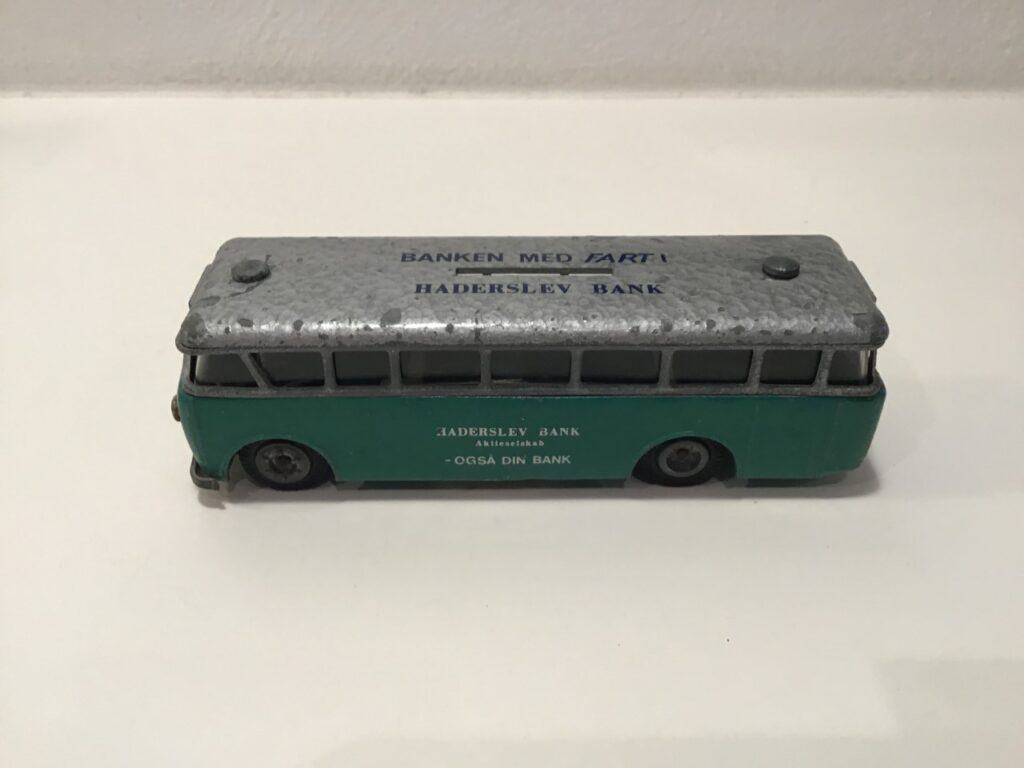 BANKEN MED FART!
HADERSLEV BANK
HADERSLEV BANK
Aktieselskab
- OGSÅ DIN BANK